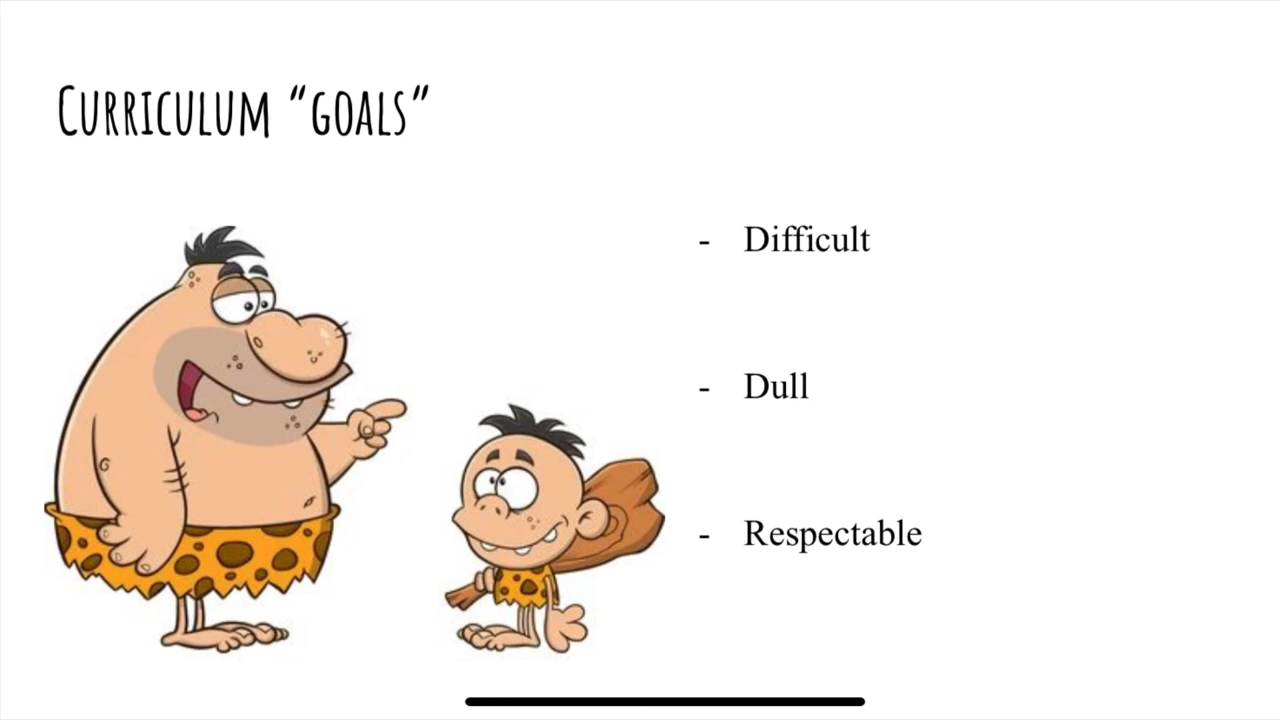 Curriculum “goals”
- Difficult
- Dull
- Respectable